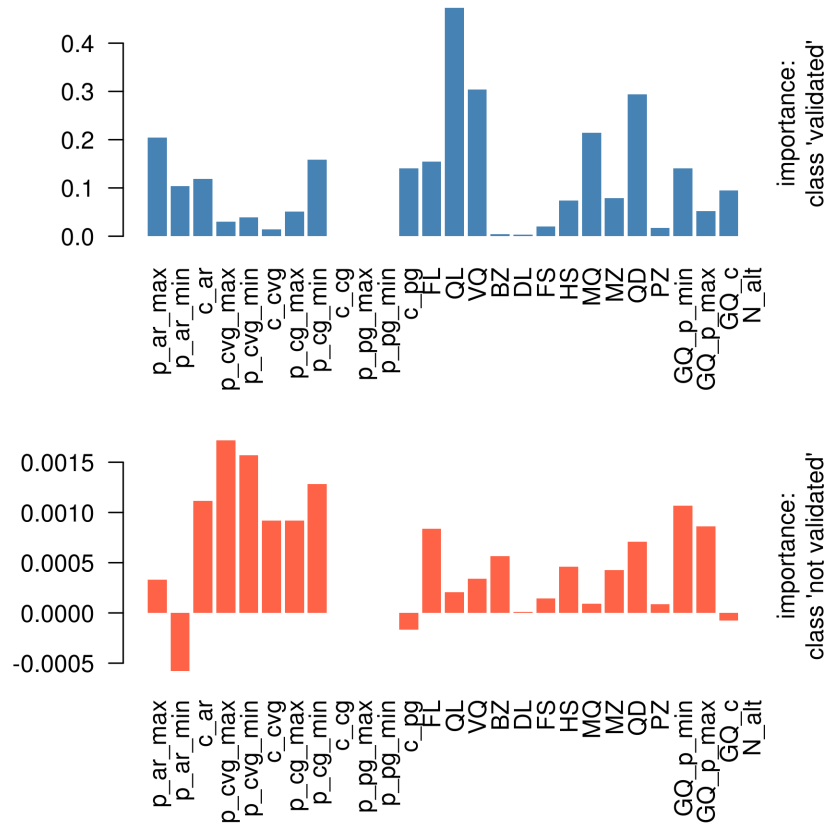 0.4
0.3
0.2
0.1
0.0
importance:
class 'validated'
p_ar_max
p_ar_min
c_ar
p_cvg_max
p_cvg_min
c_cvg
p_cg_max
p_cg_min
c_cg
p_pg_max
p_pg_min
c_pg
FL
QL
VQ
BZ
DL
FS
HS
MQ
MZ
QD
PZ
GQ_p_min
GQ_p_max
GQ_c
N_alt
0.0015
0.0010
0.0005
0.0000
-0.0005
importance:
class 'not validated'
p_ar_max
p_ar_min
c_ar
p_cvg_max
p_cvg_min
c_cvg
p_cg_max
p_cg_min
c_cg
p_pg_max
p_pg_min
c_pg
FL
QL
VQ
BZ
DL
FS
HS
MQ
MZ
QD
PZ
GQ_p_min
GQ_p_max
GQ_c
N_alt